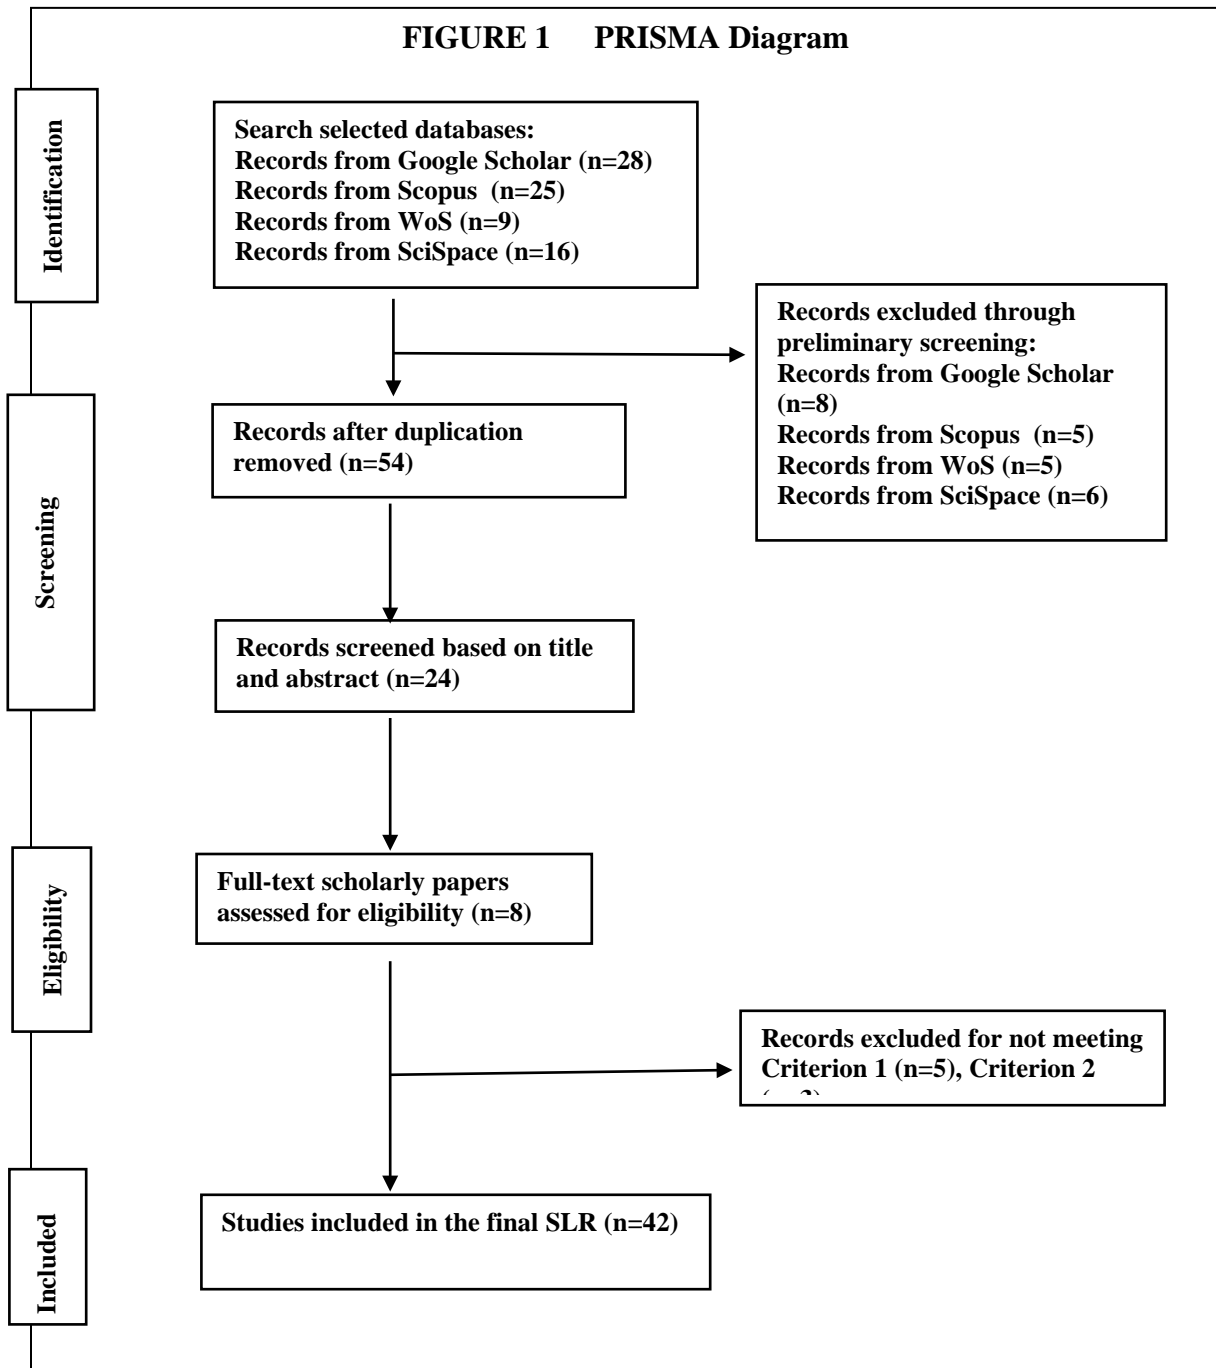 FIGURE 1 PRISMA Diagram
Identification
Search selected databases:
Records from Google Scholar (n=28)
Records from Scopus (n=25)
Records from WoS (n=9)
Records from SciSpace (n=16)
Records excluded through
preliminary screening:
Records from Google Scholar
(n=8)
Records from Scopus (n=5)
Records from WoS (n=5)
Records from SciSpace (n=6)
Screening
Records after duplication
removed (n=54)
Records screened based on title
and abstract (n=24)
Eligibility
Full-text scholarly papers
assessed for eligibility (n=8)
Records excluded for not meeting
Criterion 1 (n=5), Criterion 2
Included
Studies included in the final SLR (n=42)